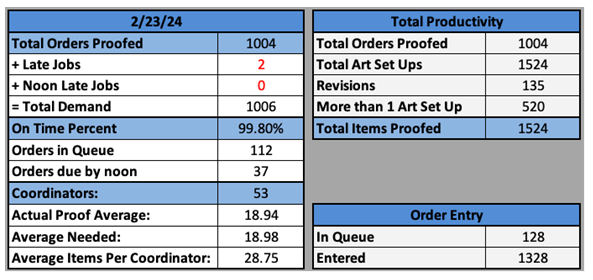 2/23/24
Total Orders Proofed 1004
+ Late Jobs 2
+ Noon Late Jobs 0
= Total Demand 1006
On Time Percent 99.80%
Orders in Queue 112
Orders due by noon 37
Coordinators: 53
Actual Proof Average: 18.94
Average Needed: 18.98
Average Items Per Coordinator: 28.75
Total Productivity
Total Orders Proofed 1004
Total Art Set Ups 1524
Revisions 135
More than 1 Art Set Up 520
Total Items Proofed 1524
Order Entry
In Queue 128
Entered 1328